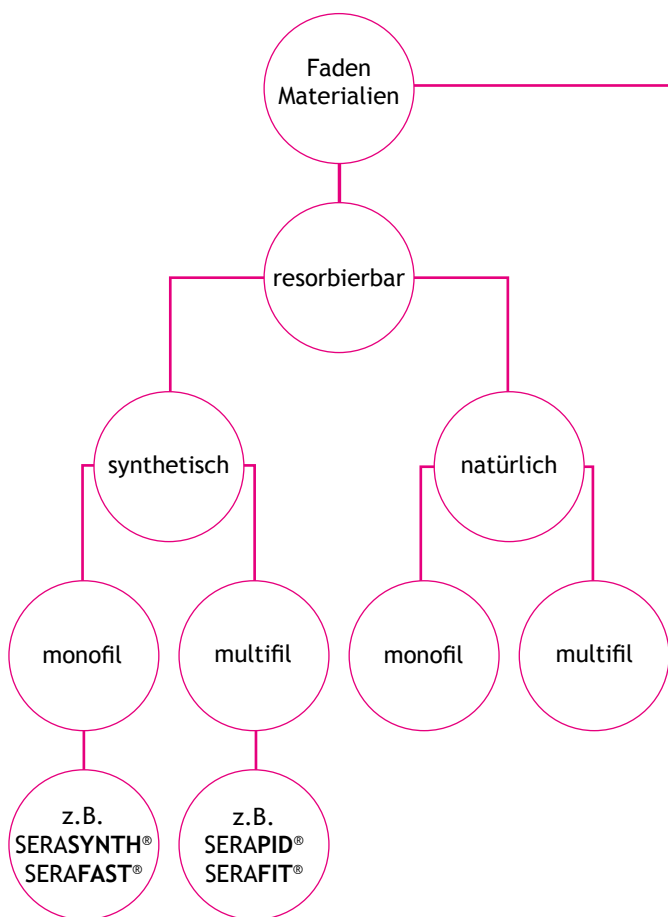 Faden
Materialien
resorbierbar
synthetisch
natürlich
monofil
multifil
monofil
multifil
z.B.
SERASYNTH®
SERAFAST®
z.B.
SERAPID®
SERAFIT®